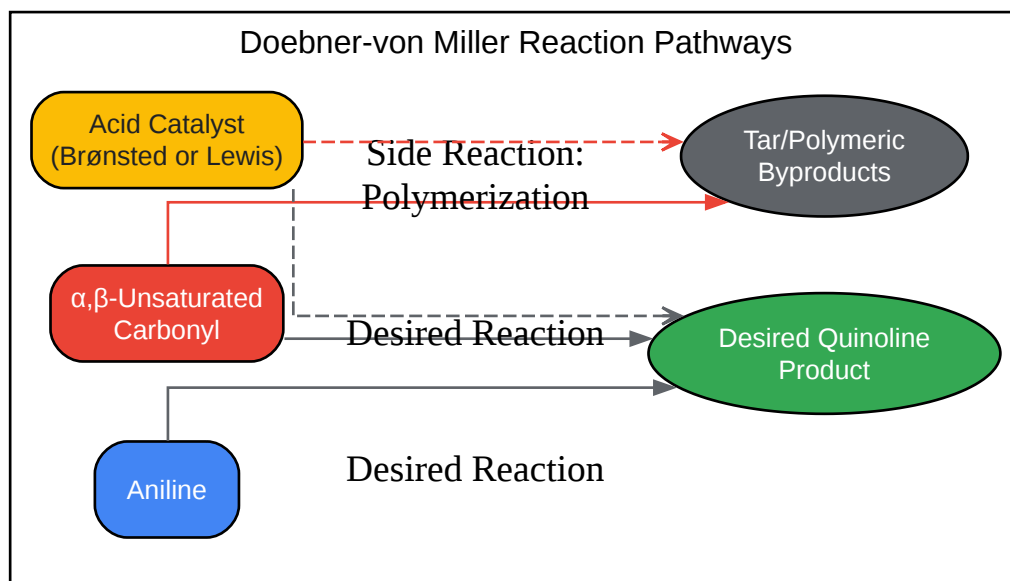 Doebner-von Miller Reaction Pathways
Acid Catalyst
(Brønsted or Lewis)
Side Reaction:
Polymerization
Tar/Polymeric
Byproducts
α,β-Unsaturated
Carbonyl
Desired Reaction
Desired Quinoline
Product
Aniline
Desired Reaction